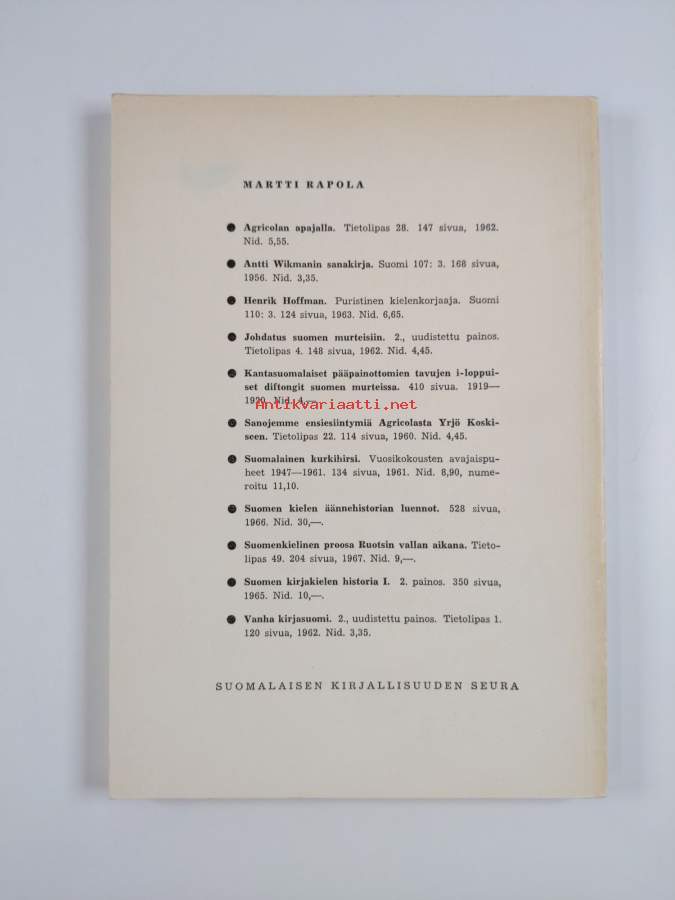 MARTTI RAPOLA
● Agricolan apajalla. Tietolipas 28. 147 sivua, 1962.
Nid. 5,55.
● Antti Wikmanin sanakirja. Suomi 107: 3. 168 sivua,
1956. Nid. 3,35.
● Henrik Hoffman. Puristinen kielenkorjaaja. Suomi
110: 3. 124 sivua, 1963. Nid. 6,65.
● Johdatus suomen murteisiin. 2., uudistettu painos.
Tietolipas 4. 148 sivua, 1962. Nid. 4,45.
● Kantasuomalaiset pääpainottomien tavujen i-loppui-
set diftongit suomen murteissa. 410 sivua. 1919—
1920. Nid. 4,—.
Antikvariaatti.net
● Sanojemme ensiesiintymiä Agricolasta Yrjö Koski-
seen. Tietolipas 22. 114 sivua, 1960. Nid. 4,45.
● Suomalainen kurkihirsi. Vuosikokousten avajaispu-
heet 1947—1961. 134 sivua, 1961. Nid. 8,90, nume-
roitu 11,10.
● Suomen kielen äännehistorian luennot. 528 sivua,
1966. Nid. 30,—.
● Suomenkielinen proosa Ruotsin vallan aikana. Tieto-
lipas 49. 204 sivua, 1967. Nid. 9,—.
● Suomen kirjakielen historia I. 2. painos. 350 sivua,
1965. Nid. 10,—.
● Vanha kirjasuomi. 2., uudistettu painos. Tietolipas 1.
120 sivua, 1962. Nid. 3,35.
SUOMALAISEN KIRJALLISUUDEN SEURA